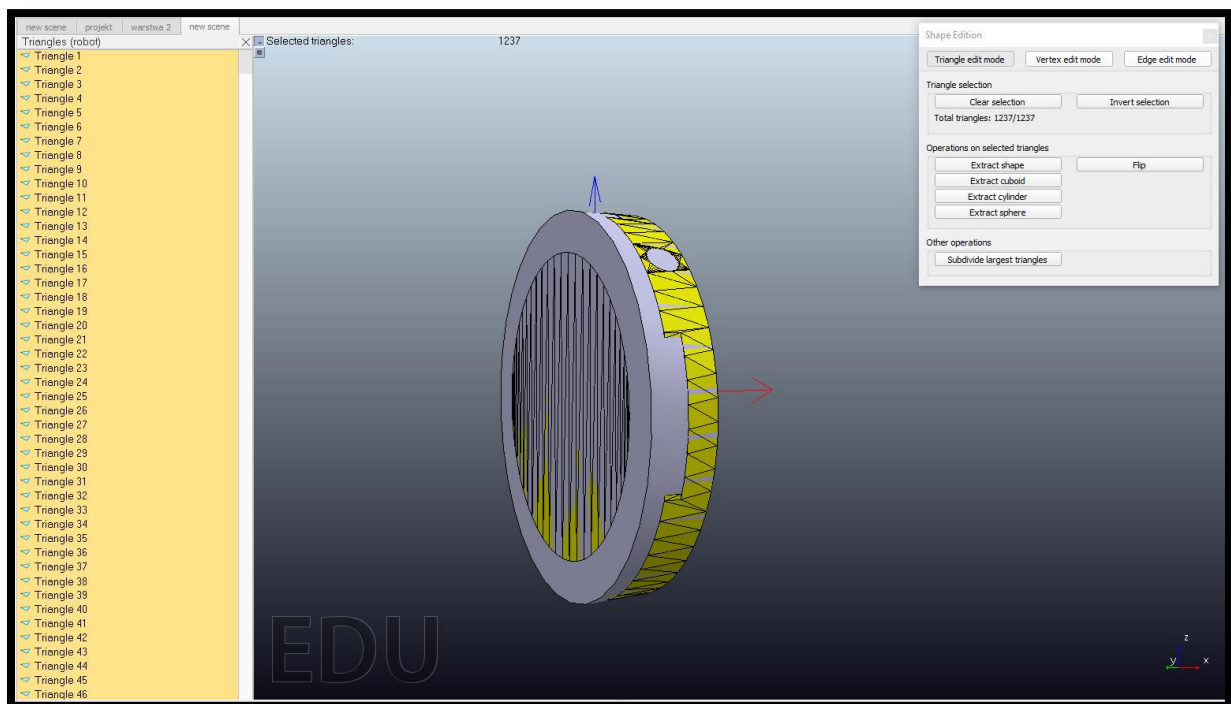 new scene projekt warstwa 2 new scene
Triangles (robot)
Triangle 1
Triangle 2
Triangle 3
Triangle 4
Triangle 5
Triangle 6
Triangle 7
Triangle 8
Triangle 9
Triangle 10
Triangle 11
Triangle 12
Triangle 13
Triangle 14
Triangle 15
Triangle 16
Triangle 17
Triangle 18
Triangle 19
Triangle 20
Triangle 21
Triangle 22
Triangle 23
Triangle 24
Triangle 25
Triangle 26
Triangle 27
Triangle 28
Triangle 29
Triangle 30
Triangle 31
Triangle 32
Triangle 33
Triangle 34
Triangle 35
Triangle 36
Triangle 37
Triangle 38
Triangle 39
Triangle 40
Triangle 41
Triangle 42
Triangle 43
Triangle 44
Triangle 45
Triangle 46
Selected triangles: 1237
EDU
z
y x
Shape Edition
Triangle edit mode Vertex edit mode Edge edit mode
Triangle selection
Clear selection Invert selection
Total triangles: 1237/1237
Operations on selected triangles
Extract shape Flip
Extract cuboid
Extract cylinder
Extract sphere
Other operations
Subdivide largest triangles